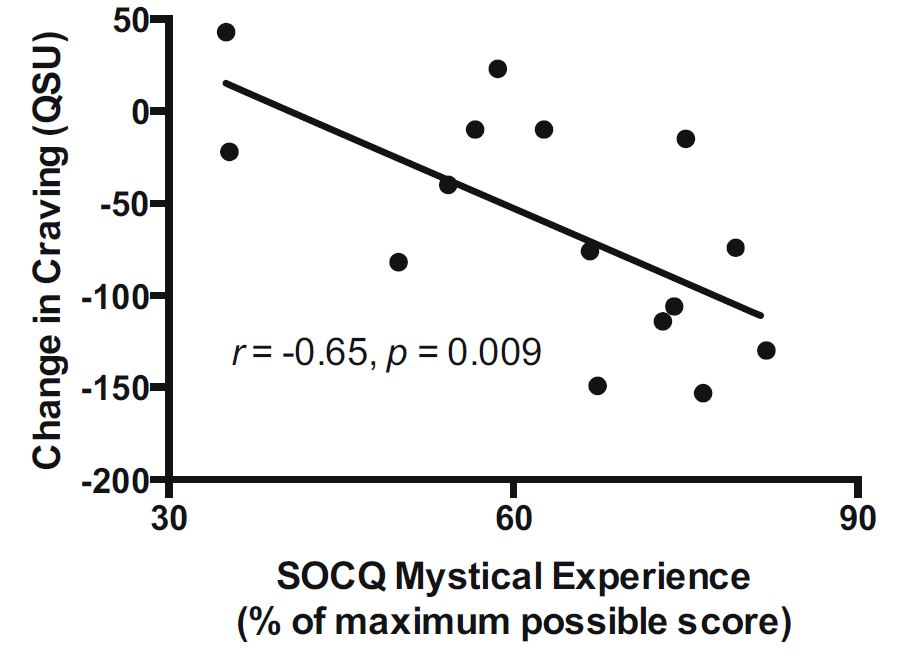 50
0
-50
-100
-150
-200
Change in Craving (QSU)
r = -0.65, p = 0.009
30 60 90
SOCQ Mystical Experience
(% of maximum possible score)